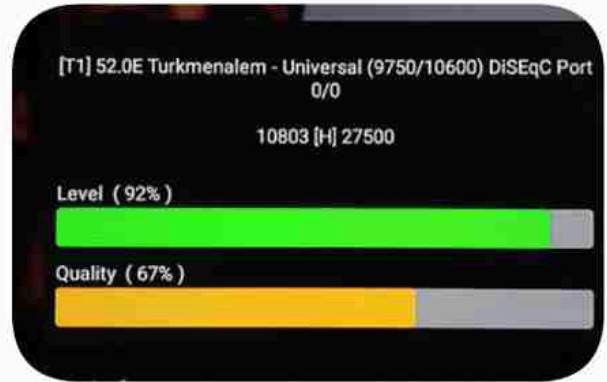 [T1] 52.0E Turkmenalem - Universal (9750/10600) DiSEqC Port
0/0
10803 [H] 27500
Level ( 92% )
Quality ( 67% )